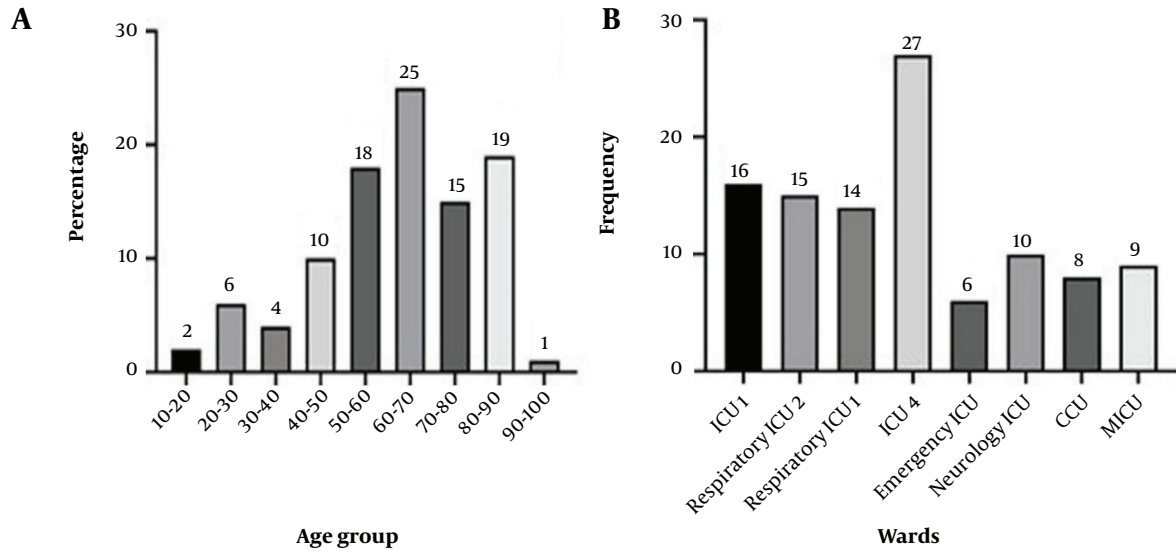 A
Percentage
30
20
10
0
2
6
4
10
18
25
15
19
1
10-20
20-30
30-40
40-50
50-60
60-70
70-80
80-90
90-100
Age group
B
Frequency
30
20
10
0
16
15
14
27
6
10
8
9
ICU 1
Respiratory ICU 2
Respiratory ICU 1
ICU 4
Emergency ICU
Neurology ICU
CCU
MICU
Wards